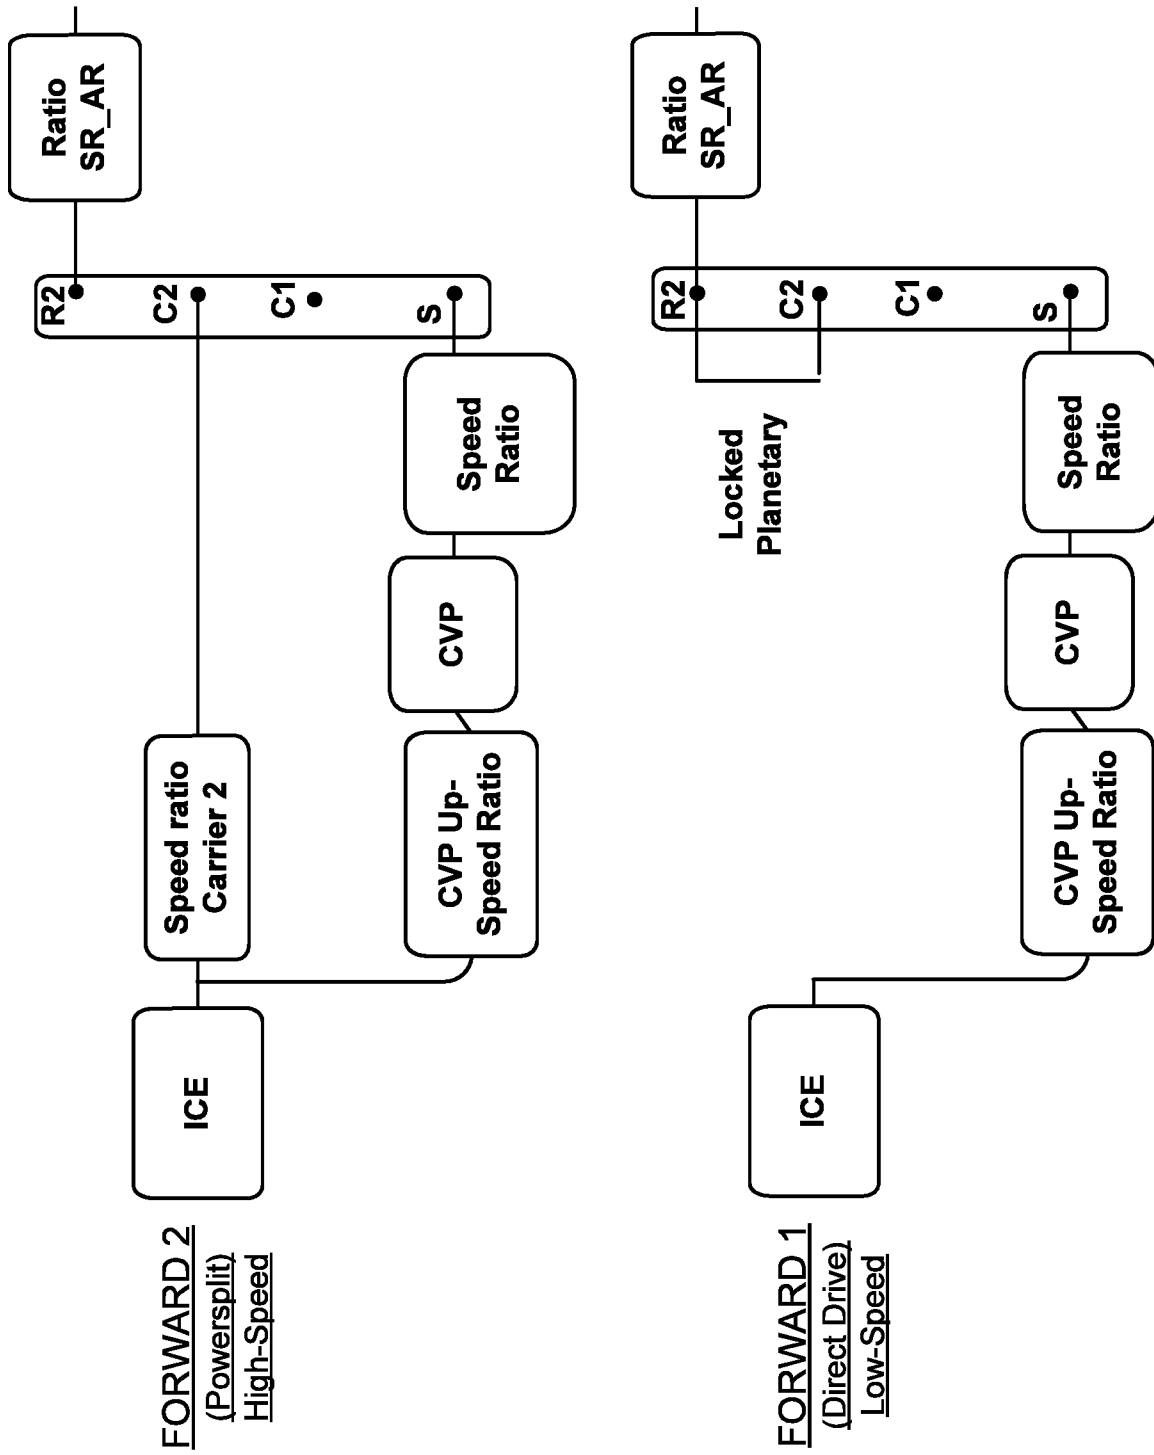 FORWARD 2
(Powersplit)
High-Speed
ICE
Speed ratio
Carrier 2
CVP Up-
Speed Ratio
CVP
Speed
Ratio
R2
C2
C1
S
Ratio
SR_AR
FORWARD 1
(Direct Drive)
Low-Speed
ICE
CVP Up-
Speed Ratio
CVP
Speed
Ratio
Locked
Planetary
R2
C2
C1
S
Ratio
SR_AR